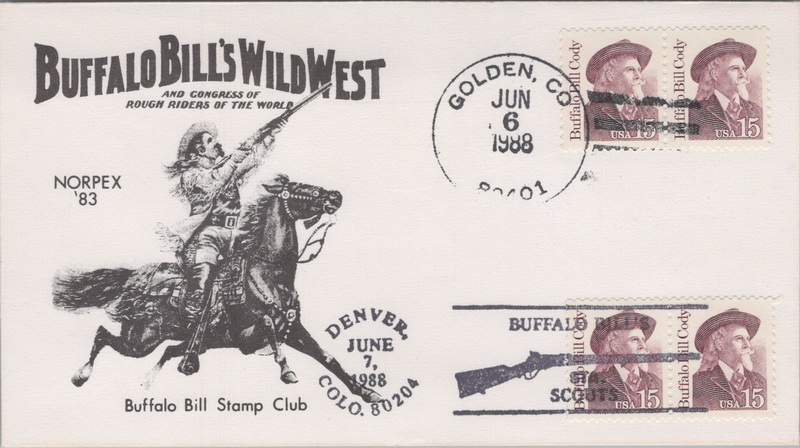 BUFFALO BILL'S WILD WEST
AND CONGRESS OF
ROUGH RIDERS OF THE WORLD
NORPEX
'83
Buffalo Bill Stamp Club
GOLDEN, CO
JUN
6
1988
80401
Buffalo Bill Cody
USA 15
Buffalo Bill Cody
USA 15
DENVER,
JUNE
7,
1988
COLO. 80204
BUFFALO BILL'S
STA.
SCOUTS
Buffalo Bill Cody
USA 15
Buffalo Bill Cody
USA 15